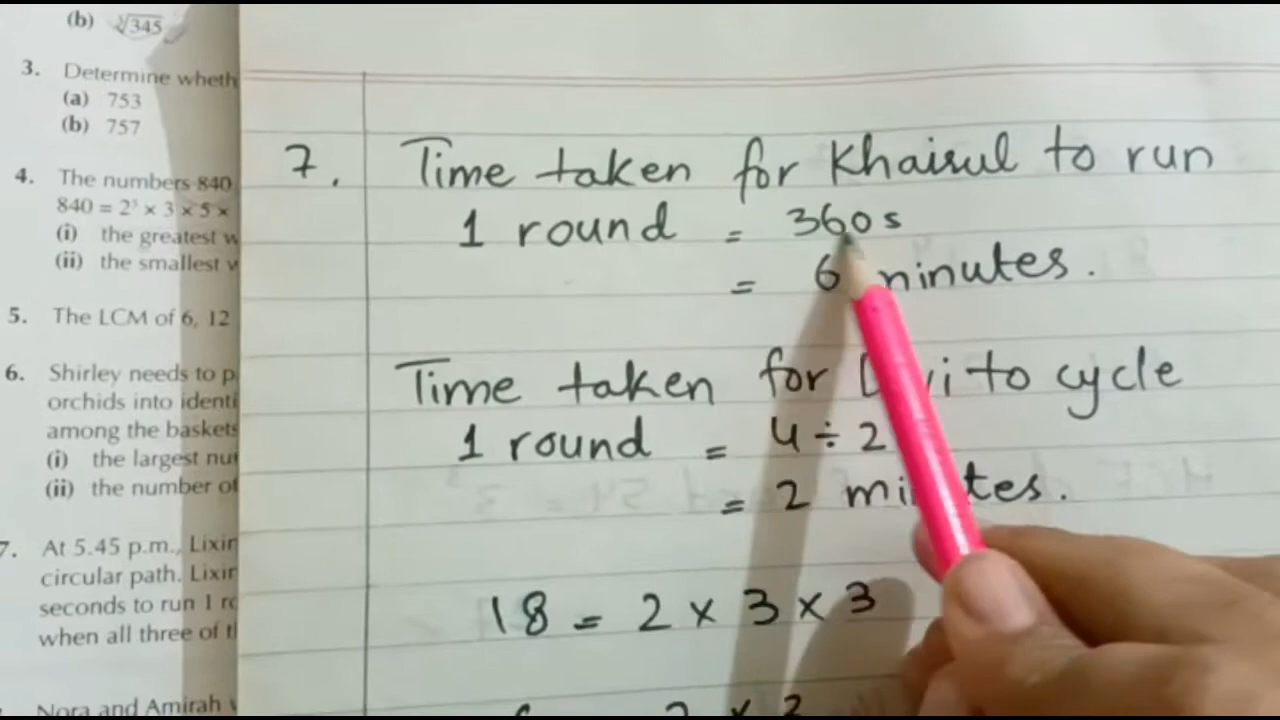 (b) ∛345
3. Determine wheth
(a) 753
(b) 757
4. The numbers 840
840 = 2³ × 3 × 5 ×
(i) the greatest w
(ii) the smallest
5. The LCM of 6, 12
6. Shirley needs to p
orchids into identi
among the baskets
(i) the largest nu
(ii) the number of
7. At 5.45 p.m., Lixin
circular path. Lixin
seconds to run 1 ro
when all three of t
Nora and Amirah
7. Time taken for Khairul to run
1 round = 360s
= 6 minutes.
Time taken for to cycle
1 round = 4 ÷ 2
= 2 minutes.
18 = 2 × 3 × 3